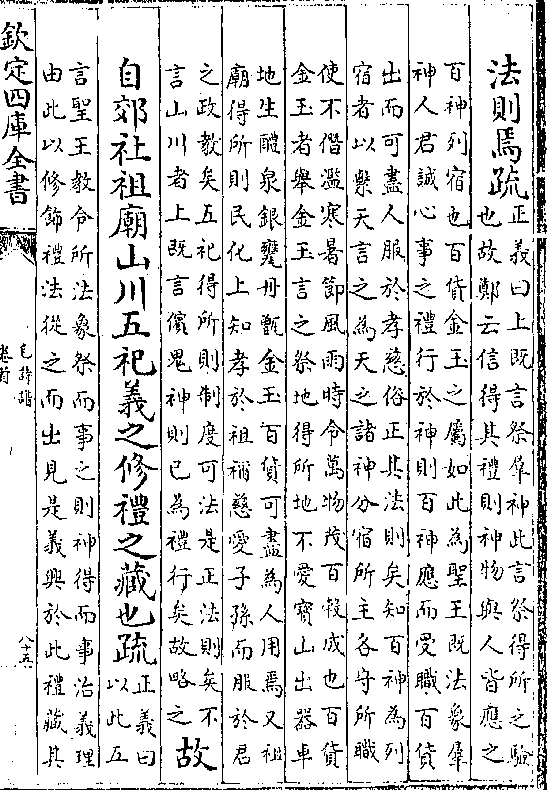 法則焉疏正義曰上既言祭羣神此言祭得所之驗
也故鄭云信得其禮則神物與人皆應之
百神列宿也百貨金玉之屬如此為聖王既法象羣
神人君誠心事之禮行於神則百神應而受職百貨
出而可盡人服於孝慈俗正其法則矣知百神為列
宿者以繫天言之為天之諸神分宿所主各守所職
使不僭濫寒暑節風雨時令萬物茂百穀成也百貨
金玉者舉金玉言之祭地得所地不愛寶山出器車
地生醴泉銀甕丹甑金玉百貨可盡為人用焉又祖
廟得所則民化上知孝於祖禰慈愛子孫而服於君
之政教矣五祀得所則制度可法是正法則矣不
言山川者上既言儐鬼神則已為禮行矣故略之
故
自郊社祖廟山川五祀義之修禮之藏也疏正義曰
以此五
言聖王教令所法象祭而事之則神得而事治義理
由此以修飾禮法從之而出見是義興於此禮藏其
欽定四庫全書
毛詩譜
卷首
八十五